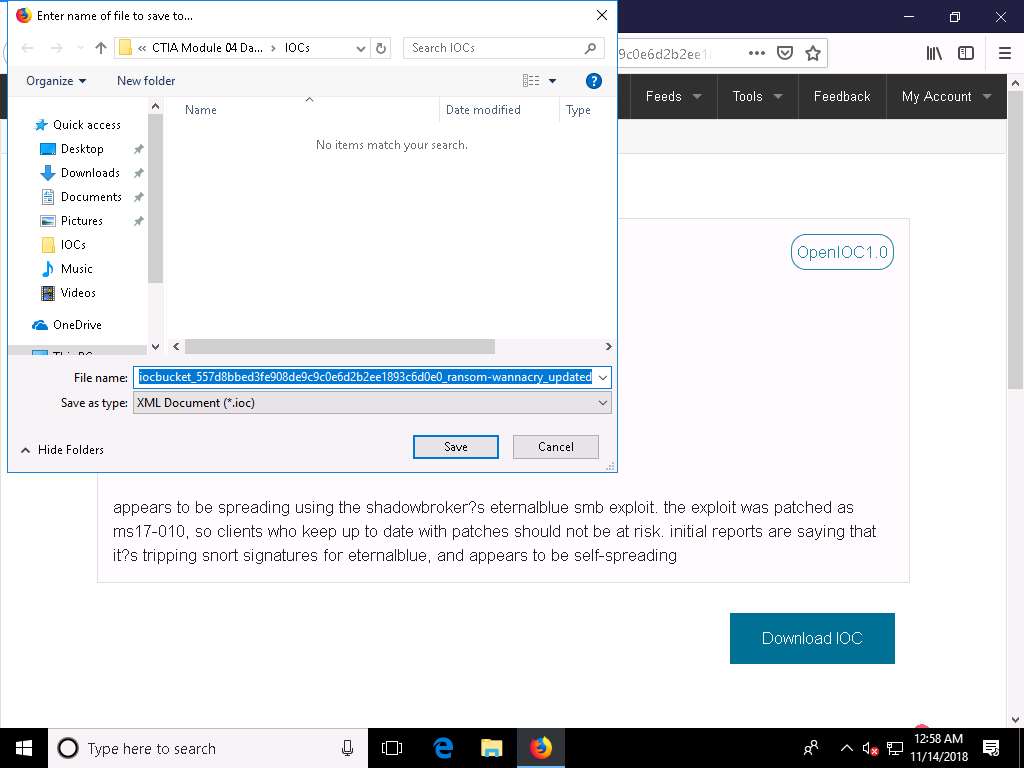 Enter name of file to save to...
« CTIA Module 04 Da... > IOCs
Search IOCs
Organize
New folder
?
Name
Date modified
Type
No items match your search.
Quick access
Desktop
Downloads
Documents
Pictures
IOCs
Music
Videos
OneDrive
File name:
iocbucket_557d8bbed3fe908de9c9c0e6d2b2ee1893c6d0e0_ransom-wannacry_updated
Save as type:
XML Document (*.ioc)
Hide Folders
Save
Cancel
9c0e6d2b2ee1
Feeds
Tools
Feedback
My Account
OpenIOC1.0
appears to be spreading using the shadowbroker?s eternalblue smb exploit. the exploit was patched as
ms17-010, so clients who keep up to date with patches should not be at risk. initial reports are saying that
it?s tripping snort signatures for eternalblue, and appears to be self-spreading
Download IOC
Type here to search
12:58 AM
11/14/2018